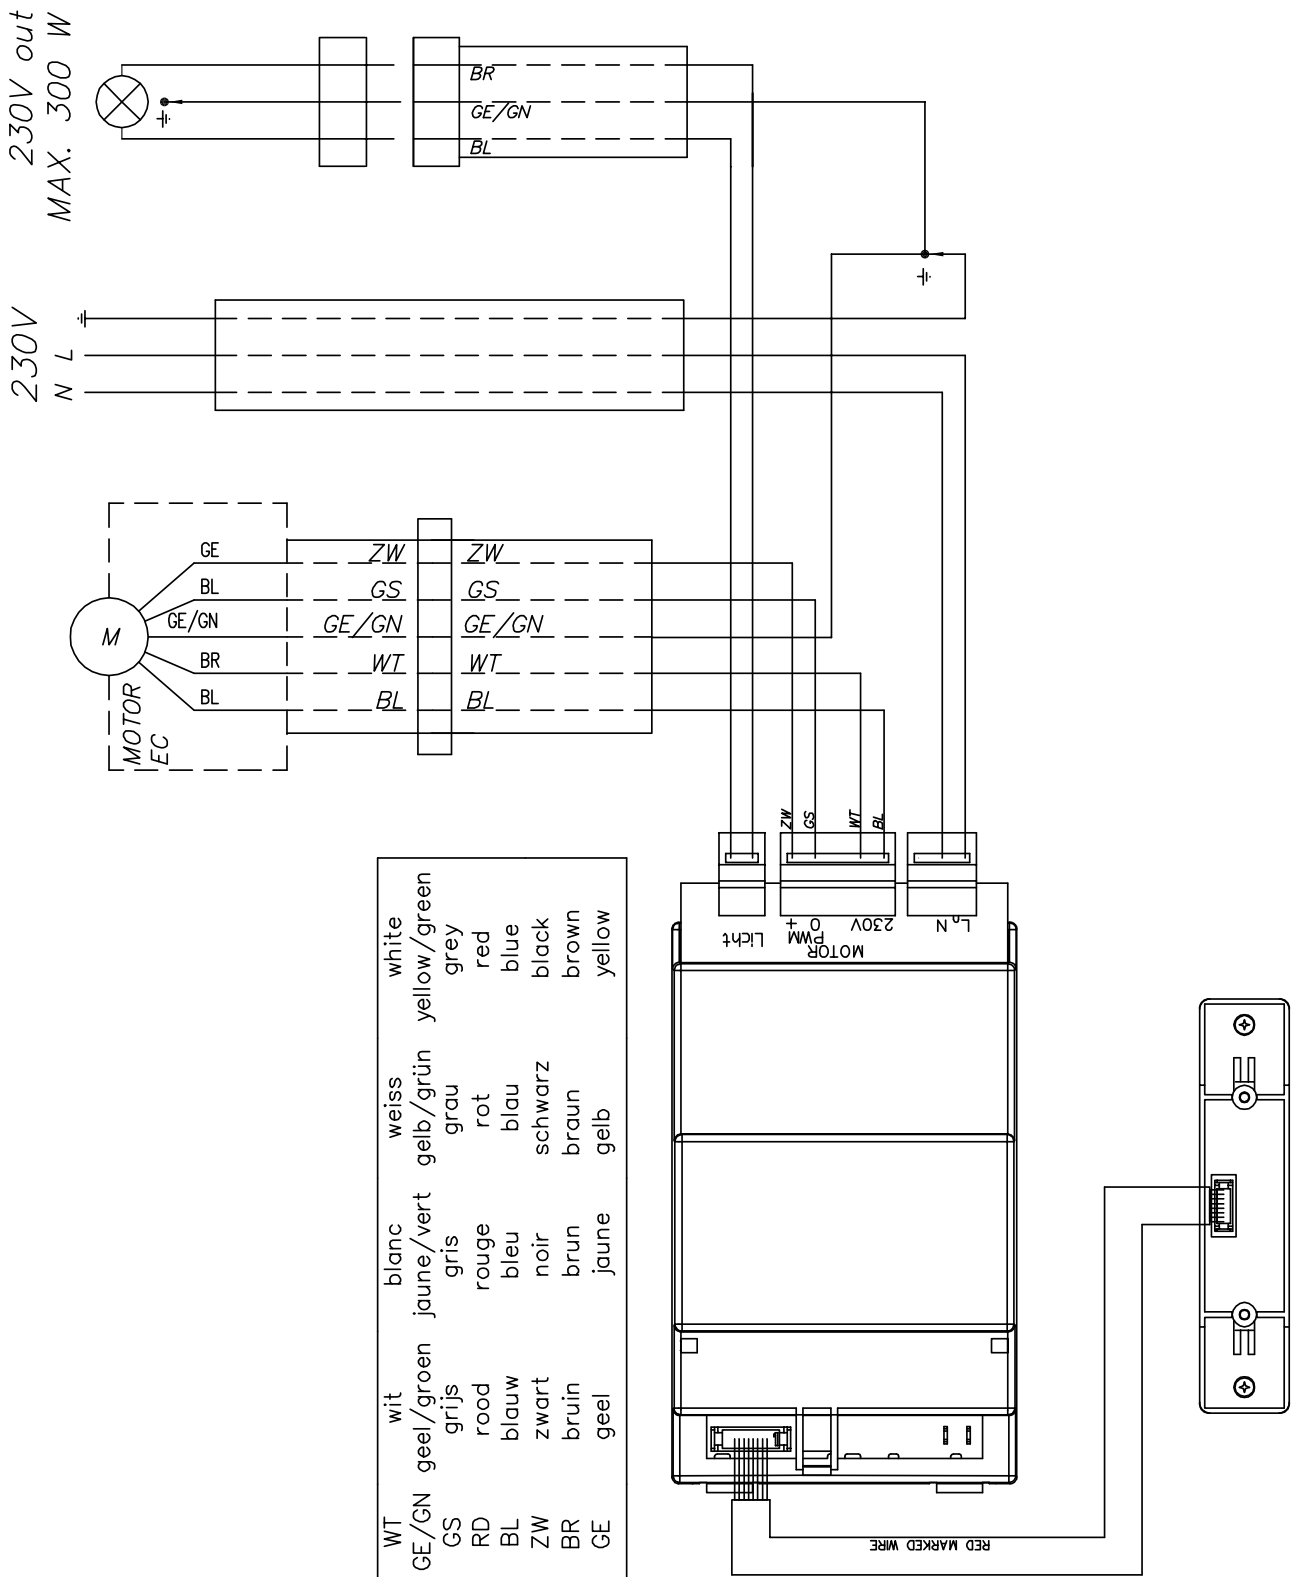 230V out
MAX. 300 W
BR
GE/GN
BL
230V
L
N
GE
BL
GE/GN
BR
BL
M
MOTOR
EC
ZW
GS
GE/GN
WT
BL
ZW
GS
GE/GN
WT
BL
ZW
GS
WT
BL
Licht
PWM
+
0
MOTOR
230V
N
L
WT wit blanc weiss white
GE/GN geel/groen jaune/vert gelb/grün yellow/green
GS grijs gris grau grey
RD rood rouge rot red
BL blauw bleu blau blue
ZW zwart noir schwarz black
BR bruin brun braun brown
GE geel jaune gelb yellow
RED MARKED WIRE